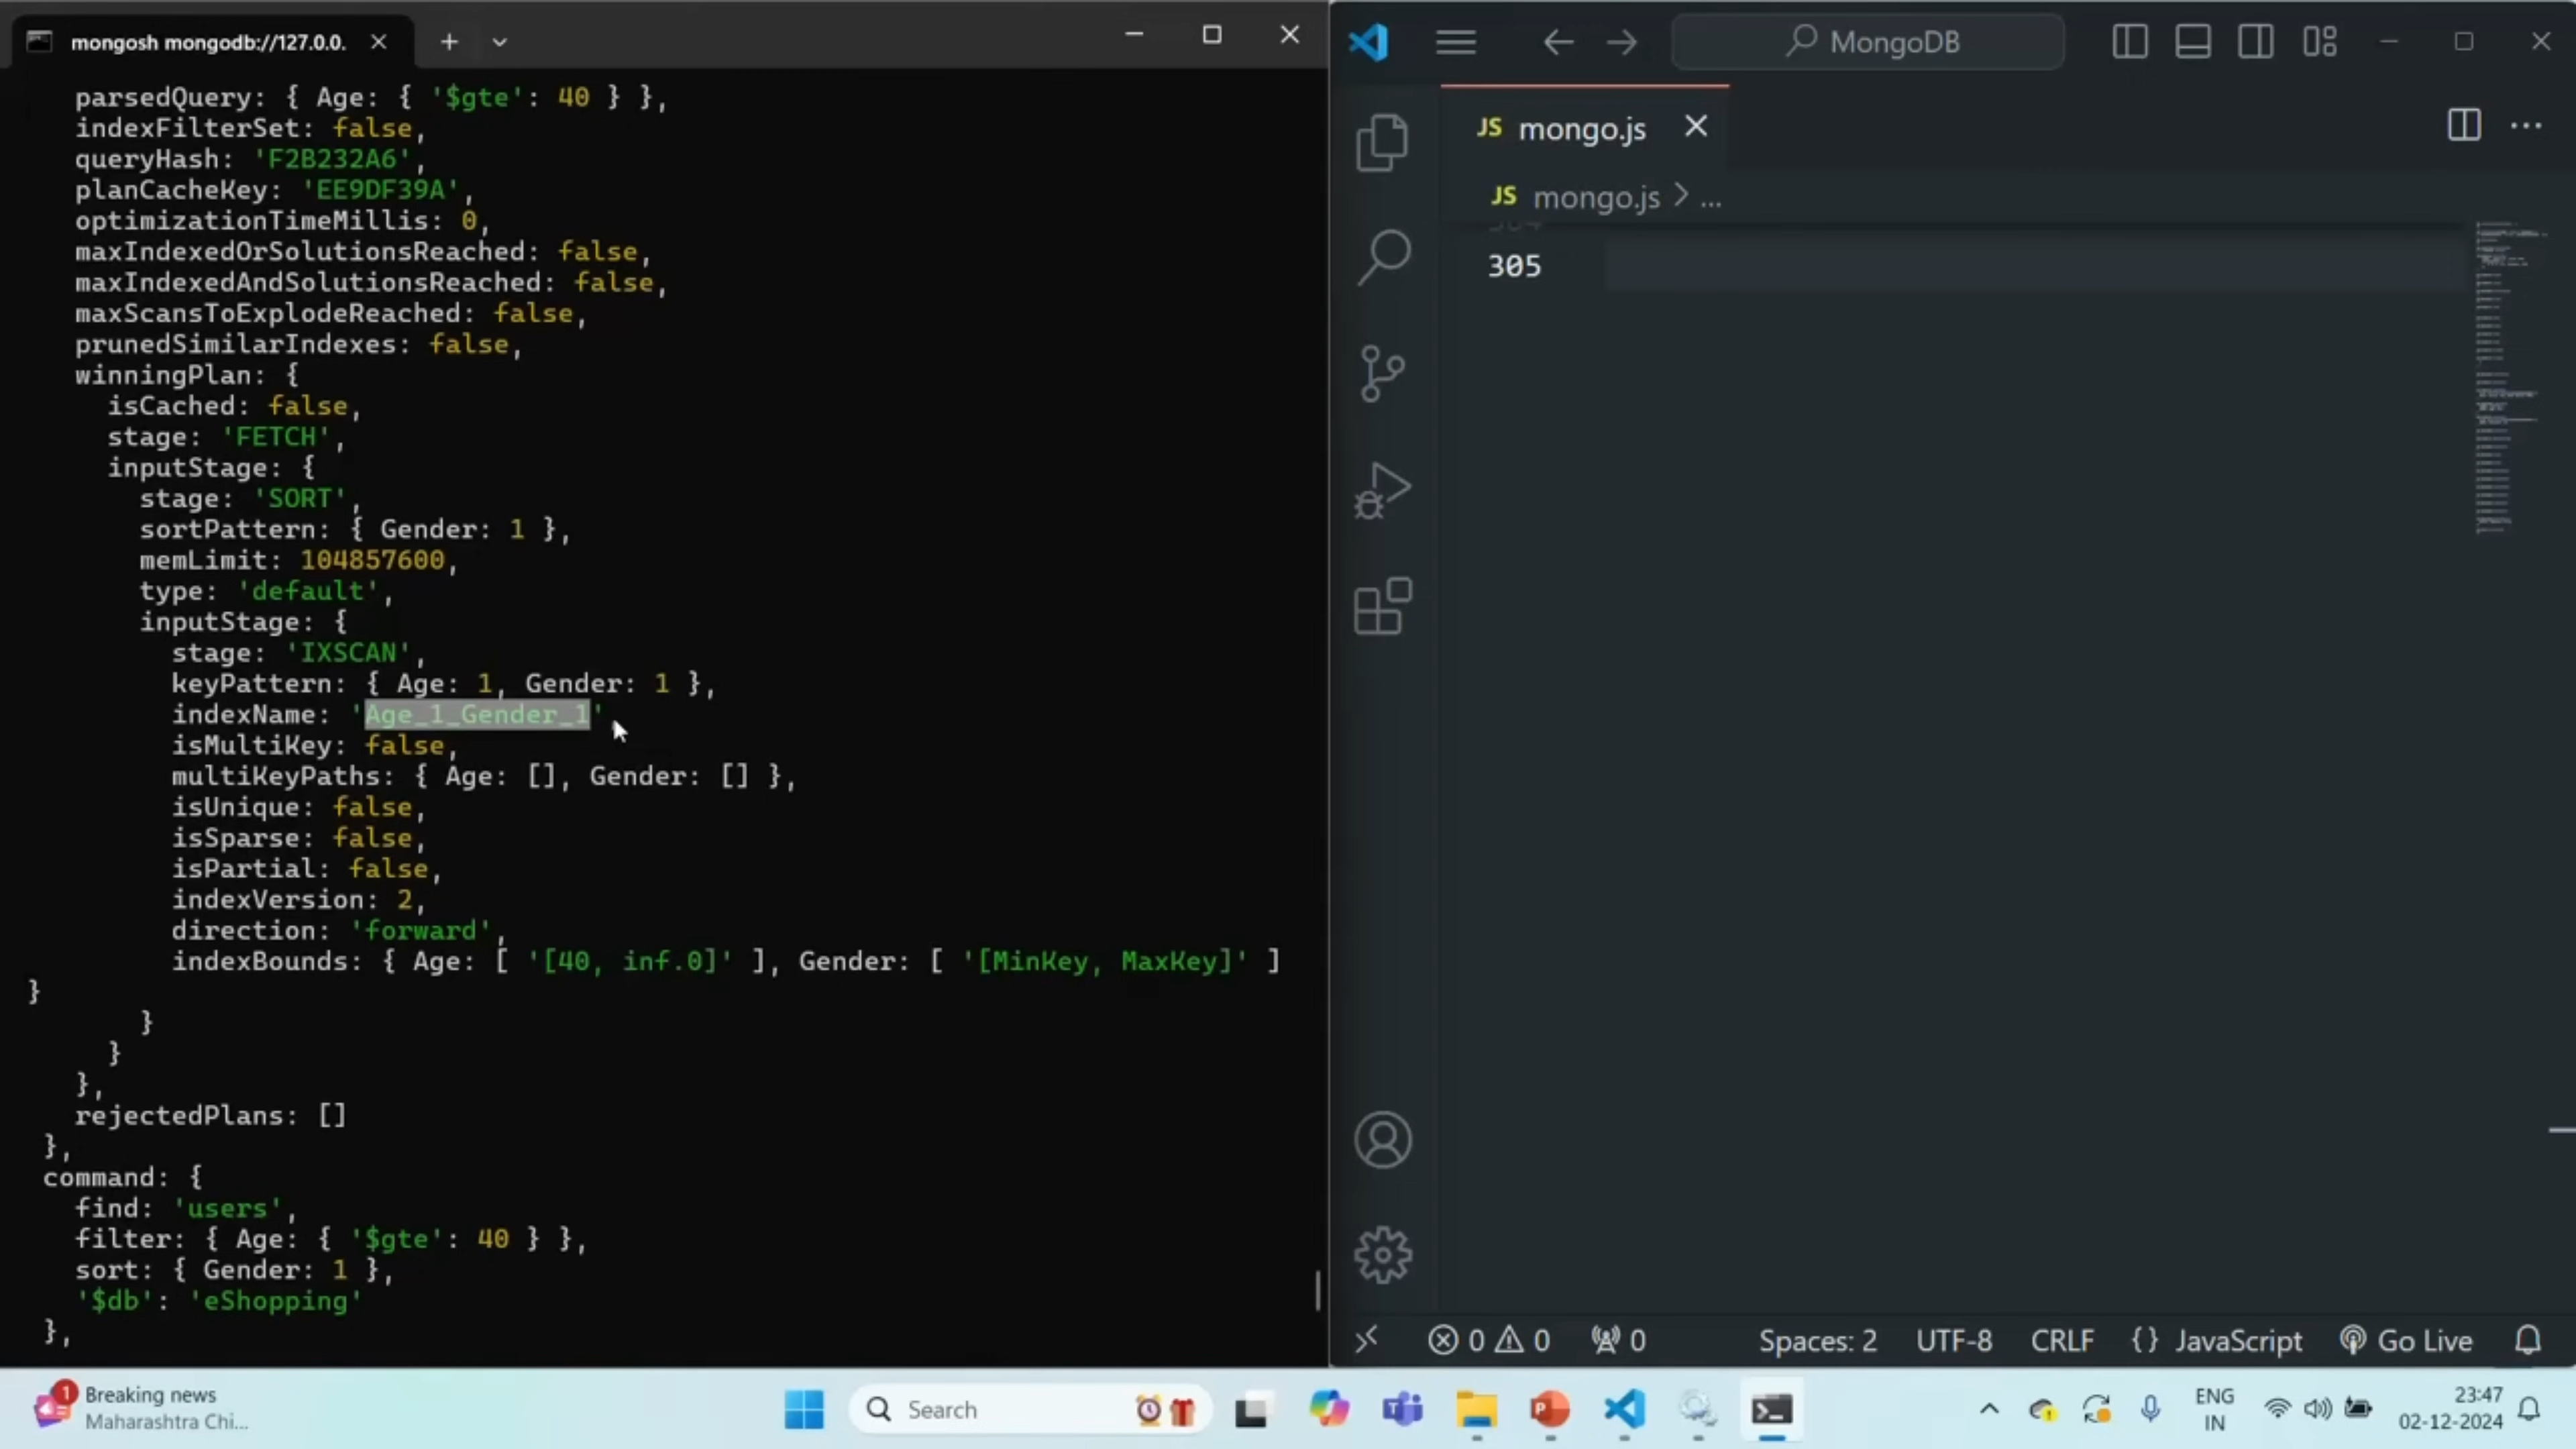 mongosh mongodb://127.0.0.
parsedQuery: { Age: { '$gte': 40 } },
indexFilterSet: false,
queryHash: 'F2B232A6',
planCacheKey: 'EE9DF39A',
optimizationTimeMillis: 0,
maxIndexedOrSolutionsReached: false,
maxIndexedAndSolutionsReached: false,
maxScansToExplodeReached: false,
prunedSimilarIndexes: false,
winningPlan: {
isCached: false,
stage: 'FETCH',
inputStage: {
stage: 'SORT',
sortPattern: { Gender: 1 },
memLimit: 104857600,
type: 'default',
inputStage: {
stage: 'IXSCAN',
keyPattern: { Age: 1, Gender: 1 },
indexName: 'Age_1_Gender_1'
isMultiKey: false,
multiKeyPaths: { Age: [], Gender: [] },
isUnique: false,
isSparse: false,
isPartial: false,
indexVersion: 2,
direction: 'forward',
indexBounds: { Age: [ '[40, inf.0]' ], Gender: [ '[MinKey, MaxKey]' ]
}
}
}
},
rejectedPlans: []
},
command: {
find: 'users',
filter: { Age: { '$gte': 40 } },
sort: { Gender: 1 },
'$db': 'eShopping'
},
MongoDB
JS mongo.js
JS mongo.js > ...
305
0 0 0 Spaces: 2 UTF-8 CRLF {} JavaScript Go Live
1
Breaking news
Maharashtra Chi...
Search
ENG
IN
23:47
02-12-2024